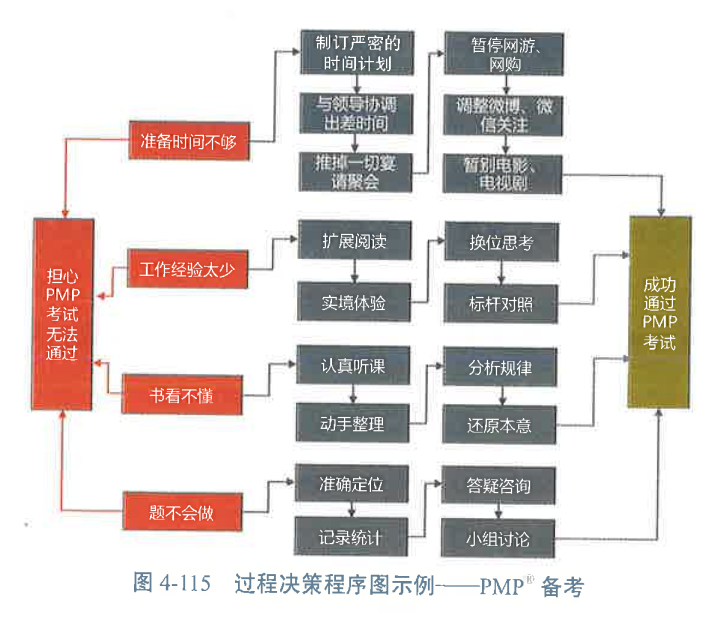 制订严密的
时间计划
与领导协调
出差时间
推掉一切宴
请聚会
暂停网游、
网购
调整微博、微
信关注
暂别电影、
电视剧
准备时间不够
担心
PMP
考试
无法
通过
工作经验太少
扩展阅读
实境体验
换位思考
标杆对照
成功
通过
PMP
考试
书看不懂
认真听课
动手整理
分析规律
还原本意
题不会做
准确定位
记录统计
答疑咨询
小组讨论
图 4-115 过程决策程序图示例——PMP® 备考